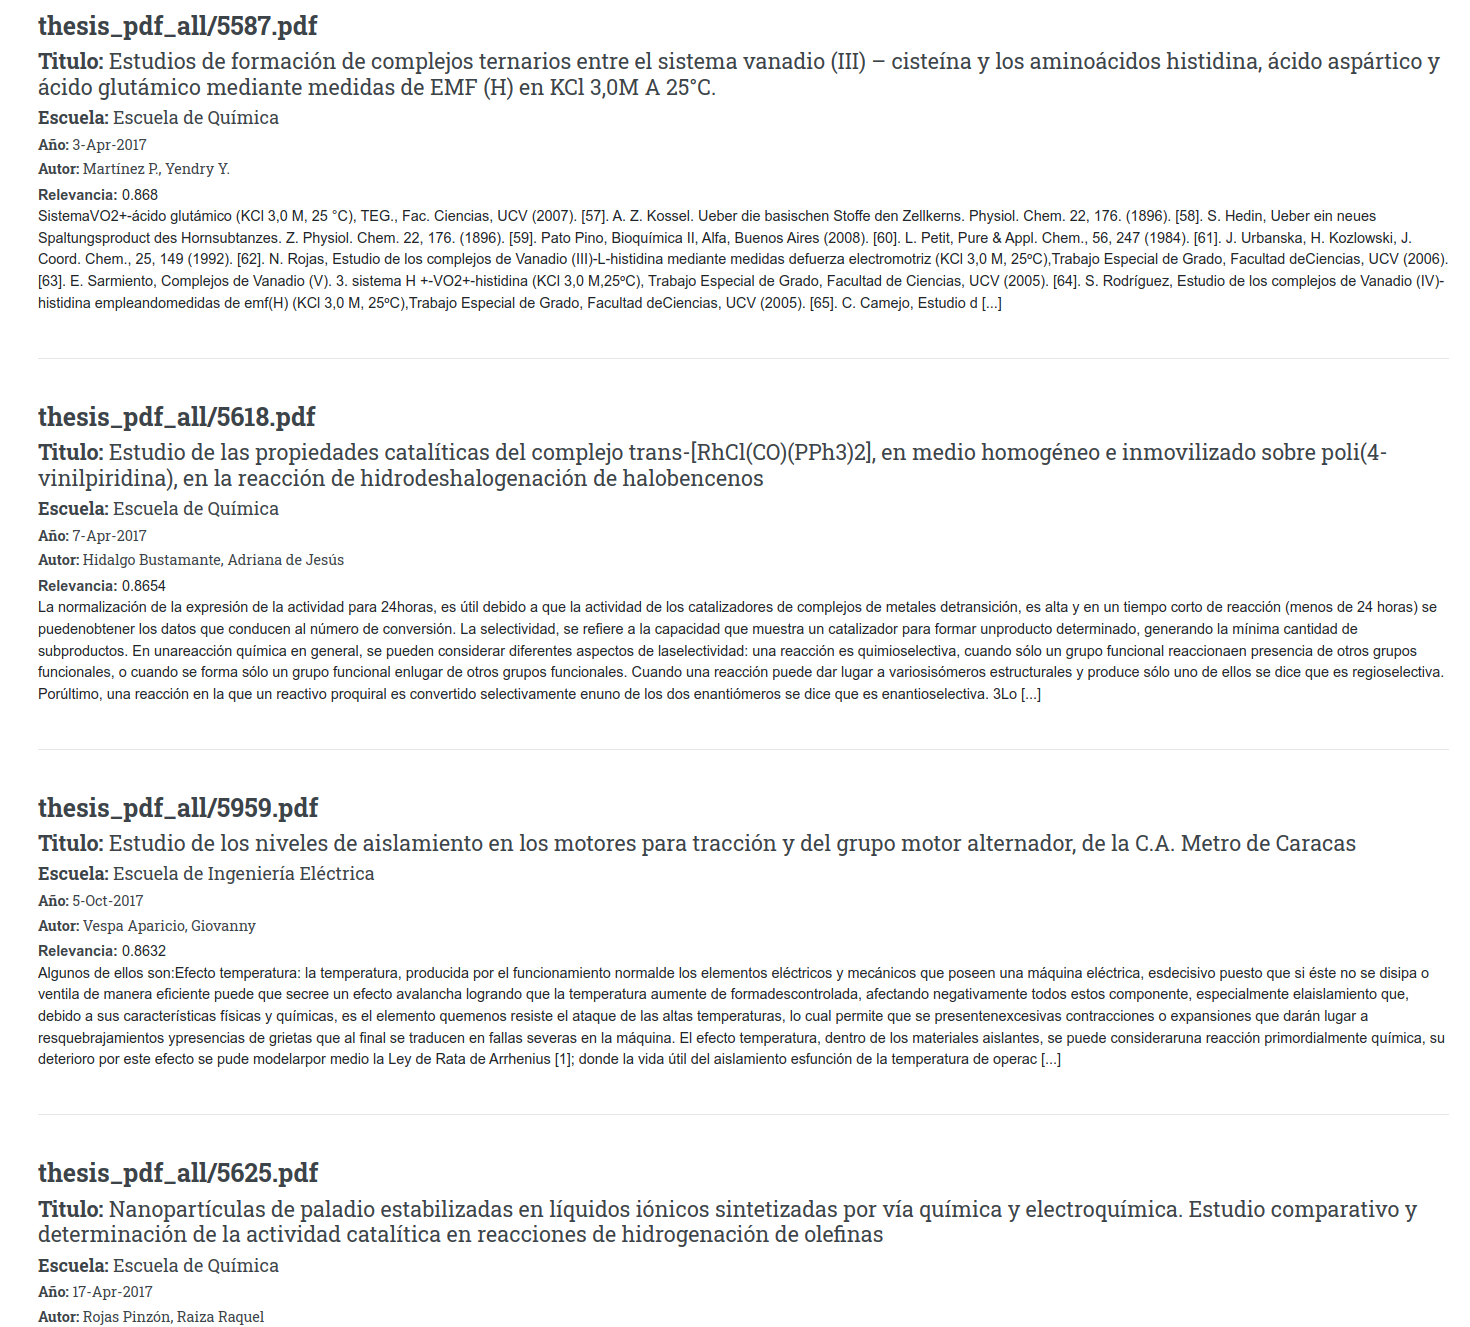 thesis_pdf_all/5587.pdf
Titulo: Estudios de formación de complejos ternarios entre el sistema vanadio (III) – cisteína y los aminoácidos histidina, ácido aspártico y
ácido glutámico mediante medidas de EMF (H) en KCl 3,0M A 25°C.
Escuela: Escuela de Química
Año: 3-Apr-2017
Autor: Martínez P., Yendry Y.
Relevancia: 0.868
SistemaVO2+-ácido glutámico (KCl 3,0 M, 25 °C), TEG., Fac. Ciencias, UCV (2007). [57]. A. Z. Kossel. Ueber die basischen Stoffe den Zellkerns. Physiol. Chem. 22, 176. (1896). [58]. S. Hedin, Ueber ein neues
Spaltungsproduct des Hornsubtanzes. Z. Physiol. Chem. 22, 176. (1896). [59]. Pato Pino, Bioquímica II, Alfa, Buenos Aires (2008). [60]. L. Petit, Pure & Appl. Chem., 56, 247 (1984). [61]. J. Urbanska, H. Kozlowski, J.
Coord. Chem., 25, 149 (1992). [62]. N. Rojas, Estudio de los complejos de Vanadio (III)-L-histidina mediante medidas defuerza electromotriz (KCl 3,0 M, 25ºC),Trabajo Especial de Grado, Facultad deCiencias, UCV (2006).
[63]. E. Sarmiento, Complejos de Vanadio (V). 3. sistema H +-VO2+-histidina (KCl 3,0 M,25ºC), Trabajo Especial de Grado, Facultad de Ciencias, UCV (2005). [64]. S. Rodríguez, Estudio de los complejos de Vanadio (IV)-
histidina empleandomedidas de emf(H) (KCl 3,0 M, 25ºC),Trabajo Especial de Grado, Facultad deCiencias, UCV (2005). [65]. C. Camejo, Estudio d [...]
thesis_pdf_all/5618.pdf
Titulo: Estudio de las propiedades catalíticas del complejo trans-[RhCl(CO)(PPh3)2], en medio homogéneo e inmovilizado sobre poli(4-
vinilpiridina), en la reacción de hidrodeshalogenación de halobencenos
Escuela: Escuela de Química
Año: 7-Apr-2017
Autor: Hidalgo Bustamante, Adriana de Jesús
Relevancia: 0.8654
La normalización de la expresión de la actividad para 24horas, es útil debido a que la actividad de los catalizadores de complejos de metales detransición, es alta y en un tiempo corto de reacción (menos de 24 horas) se
puedenobtener los datos que conducen al número de conversión. La selectividad, se refiere a la capacidad que muestra un catalizador para formar unproducto determinado, generando la mínima cantidad de
subproductos. En unareacción química en general, se pueden considerar diferentes aspectos de laselectividad: una reacción es quimioselectiva, cuando sólo un grupo funcional reaccionaen presencia de otros grupos
funcionales, o cuando se forma sólo un grupo funcional enlugar de otros grupos funcionales. Cuando una reacción puede dar lugar a variosisómeros estructurales y produce sólo uno de ellos se dice que es regioselectiva.
Porúltimo, una reacción en la que un reactivo proquiral es convertido selectivamente enuno de los dos enantiómeros se dice que es enantioselectiva. 3Lo [...]
thesis_pdf_all/5959.pdf
Titulo: Estudio de los niveles de aislamiento en los motores para tracción y del grupo motor alternador, de la C.A. Metro de Caracas
Escuela: Escuela de Ingeniería Eléctrica
Año: 5-Oct-2017
Autor: Vespa Aparicio, Giovanny
Relevancia: 0.8632
Algunos de ellos son:Efecto temperatura: la temperatura, producida por el funcionamiento normalde los elementos eléctricos y mecánicos que poseen una máquina eléctrica, esdecisivo puesto que si éste no se disipa o
ventila de manera eficiente puede que secree un efecto avalancha logrando que la temperatura aumente de formadescontrolada, afectando negativamente todos estos componente, especialmente elaislamiento que,
debido a sus características físicas y químicas, es el elemento quemenos resiste el ataque de las altas temperaturas, lo cual permite que se presentenexcesivas contracciones o expansiones que darán lugar a
resquebrajamientos ypresencias de grietas que al final se traducen en fallas severas en la máquina. El efecto temperatura, dentro de los materiales aislantes, se puede consideraruna reacción primordialmente química, su
deterioro por este efecto se pude modelarpor medio la Ley de Rata de Arrhenius [1]; donde la vida útil del aislamiento esfunción de la temperatura de operac [...]
thesis_pdf_all/5625.pdf
Titulo: Nanopartículas de paladio estabilizadas en líquidos iónicos sintetizadas por vía química y electroquímica. Estudio comparativo y
determinación de la actividad catalítica en reacciones de hidrogenación de olefinas
Escuela: Escuela de Química
Año: 17-Apr-2017
Autor: Rojas Pinzón, Raiza Raquel